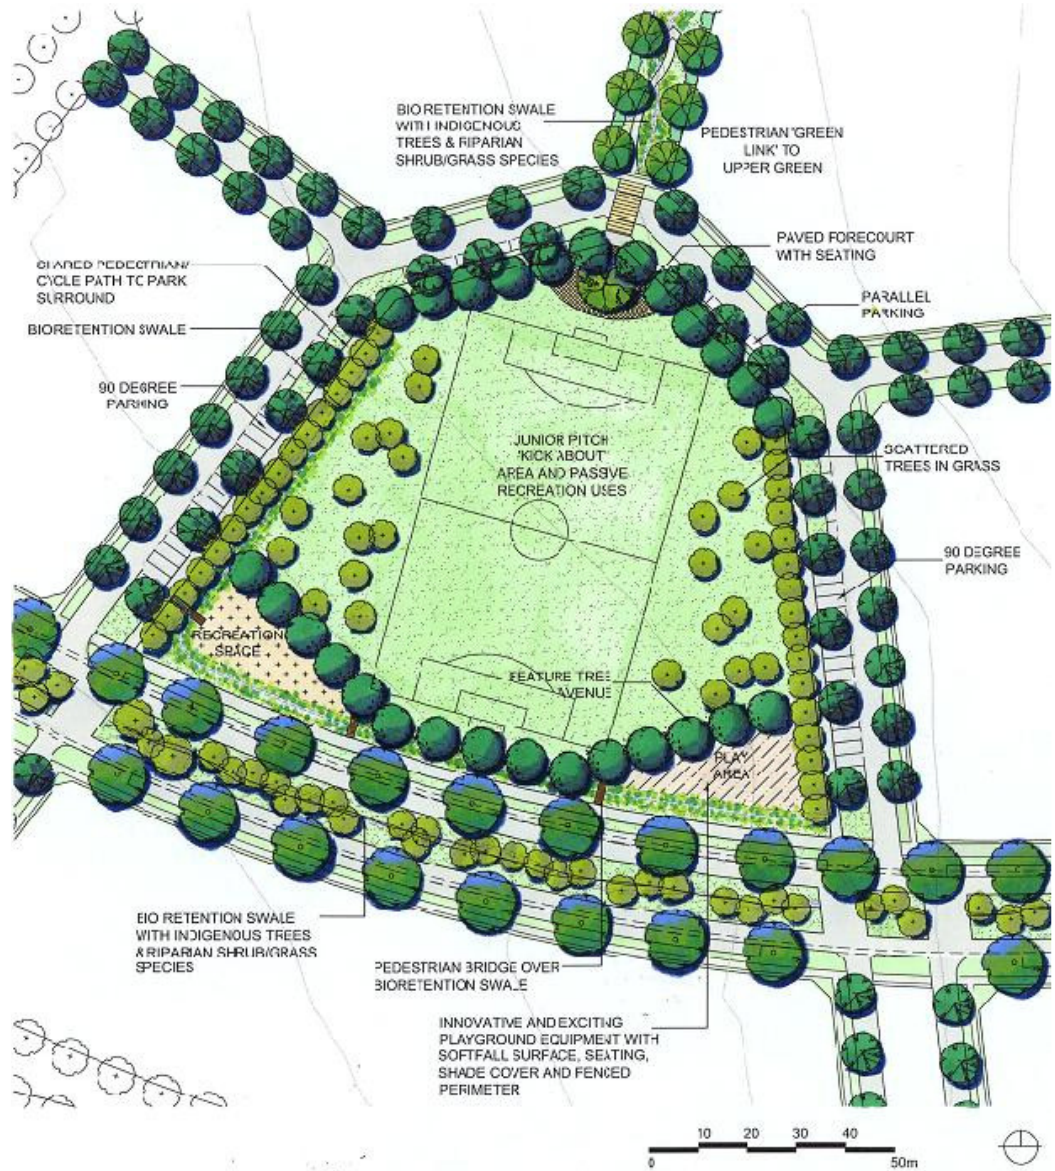 BIO RETENTION SWALE
WITH INDIGENOUS
TREES & RIPARIAN
SHRUB/GRASS SPECIES
PEDESTRIAN 'GREEN
LINK' TO
UPPER GREEN
SHARED PEDESTRIAN/
CYCLE PATH TO PARK
SURROUND
PAVED FORECOURT
WITH SEATING
PARALLEL
PARKING
BIORETENTION SWALE
90 DEGREE
PARKING
JUNIOR PITCH
'KICK ABOUT'
AREA AND PASSIVE
RECREATION USES
SCATTERED
TREES IN GRASS
90 DEGREE
PARKING
RECREATION
SPACE
FEATURE TREE
AVENUE
PLAY
AREA
BIO RETENTION SWALE
WITH INDIGENOUS TREES
& RIPARIAN SHRUB/GRASS
SPECIES
PEDESTRIAN BRIDGE OVER
BIORETENTION SWALE
INNOVATIVE AND EXCITING
PLAYGROUND EQUIPMENT WITH
SOFTFALL SURFACE, SEATING,
SHADE COVER AND FENCED
PERIMETER
10 20 30 40
0 50m